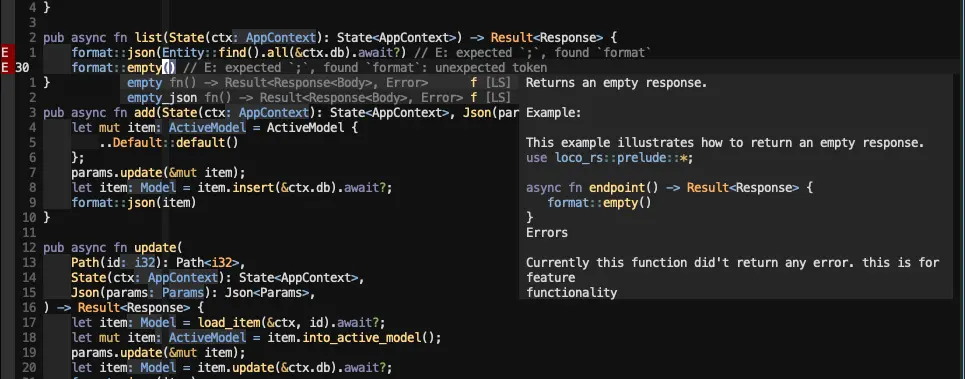 4 }
3
2 pub async fn list(State(ctx: AppContext): State<AppContext>) -> Result<Response> {
E 1 format::json(Entity::find().all(&ctx.db).await?) // E: expected `;`, found `format`
E 30 format::empty() // E: expected `;`, found `format`: unexpected token
1 } empty fn() -> Result<Response<Body>, Error> f [LS]
2 empty_json fn() -> Result<Response<Body>, Error> f [LS]
3 pub async fn add(State(ctx: AppContext): State<AppContext>, Json(par
4 let mut item: ActiveModel = ActiveModel {
5 ..Default::default()
6 };
7 params.update(&mut item);
8 let item: Model = item.insert(&ctx.db).await?;
9 format::json(item)
10 }
11
12 pub async fn update(
13 Path(id: i32): Path<i32>,
14 State(ctx: AppContext): State<AppContext>,
15 Json(params: Params): Json<Params>,
16 ) -> Result<Response> {
17 let item: Model = load_item(&ctx, id).await?;
18 let mut item: ActiveModel = item.into_active_model();
19 params.update(&mut item);
20 let item: Model = item.update(&ctx.db).await?;
Returns an empty response.
Example:
This example illustrates how to return an empty response.
use loco_rs::prelude::*;
async fn endpoint() -> Result<Response> {
format::empty()
}
Errors
Currently this function did't return any error. this is for
feature
functionality